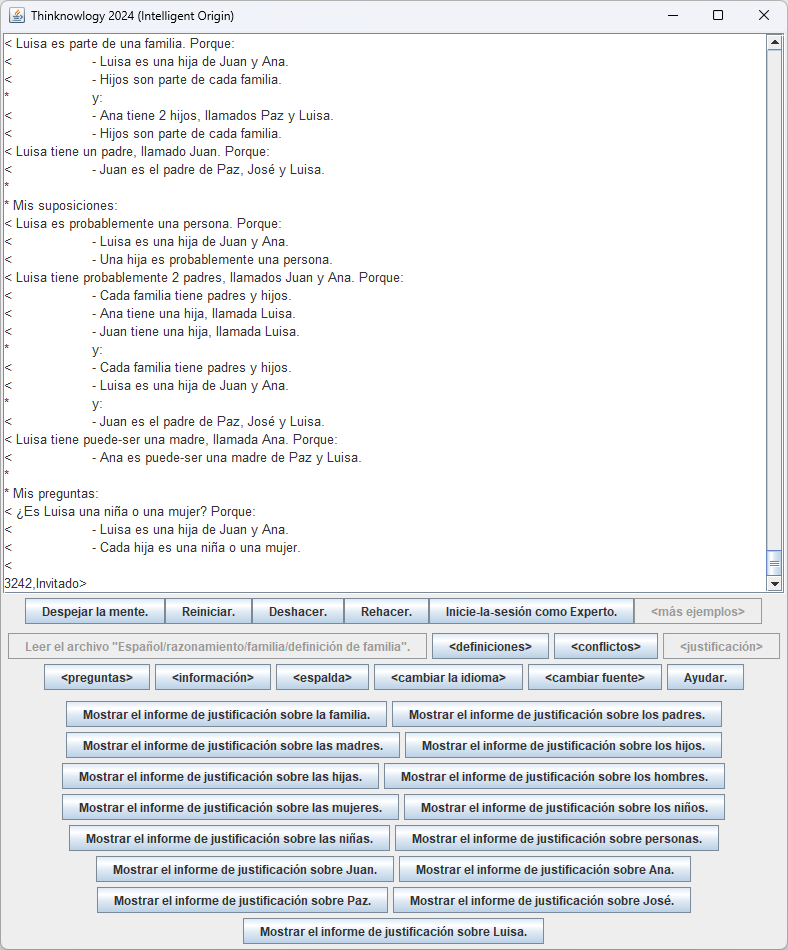 Thinknowlogy 2024 (Intelligent Origin)
< Luisa es parte de una familia. Porque:
< - Luisa es una hija de Juan y Ana.
< - Hijos son parte de cada familia.
* y:
< - Ana tiene 2 hijos, llamados Paz y Luisa.
< - Hijos son parte de cada familia.
< Luisa tiene un padre, llamado Juan. Porque:
< - Juan es el padre de Paz, José y Luisa.
*
* Mis suposiciones:
< Luisa es probablemente una persona. Porque:
< - Luisa es una hija de Juan y Ana.
< - Una hija es probablemente una persona.
< Luisa tiene probablemente 2 padres, llamados Juan y Ana. Porque:
< - Cada familia tiene padres y hijos.
< - Ana tiene una hija, llamada Luisa.
< - Juan tiene una hija, llamada Luisa.
* y:
< - Cada familia tiene padres y hijos.
< - Luisa es una hija de Juan y Ana.
* y:
< - Juan es el padre de Paz, José y Luisa.
< Luisa tiene puede-ser una madre, llamada Ana. Porque:
< - Ana es puede-ser una madre de Paz y Luisa.
*
* Mis preguntas:
< ¿Es Luisa una niña o una mujer? Porque:
< - Luisa es una hija de Juan y Ana.
< - Cada hija es una niña o una mujer.
<
3242,Invitado>
Despejar la mente. Reiniciar. Deshacer. Rehacer. Inicie-la-sesión como Experto. <más ejemplos>
Leer el archivo "Español/razonamiento/familia/definición de familia". <definiciones> <conflictos> <justificación>
<preguntas> <información> <espalda> <cambiar la idioma> <cambiar fuente> Ayudar.
Mostrar el informe de justificación sobre la familia. Mostrar el informe de justificación sobre los padres.
Mostrar el informe de justificación sobre las madres. Mostrar el informe de justificación sobre los hijos.
Mostrar el informe de justificación sobre las hijas. Mostrar el informe de justificación sobre los hombres.
Mostrar el informe de justificación sobre las mujeres. Mostrar el informe de justificación sobre los niños.
Mostrar el informe de justificación sobre las niñas. Mostrar el informe de justificación sobre personas.
Mostrar el informe de justificación sobre Juan. Mostrar el informe de justificación sobre Ana.
Mostrar el informe de justificación sobre Paz. Mostrar el informe de justificación sobre José.
Mostrar el informe de justificación sobre Luisa.